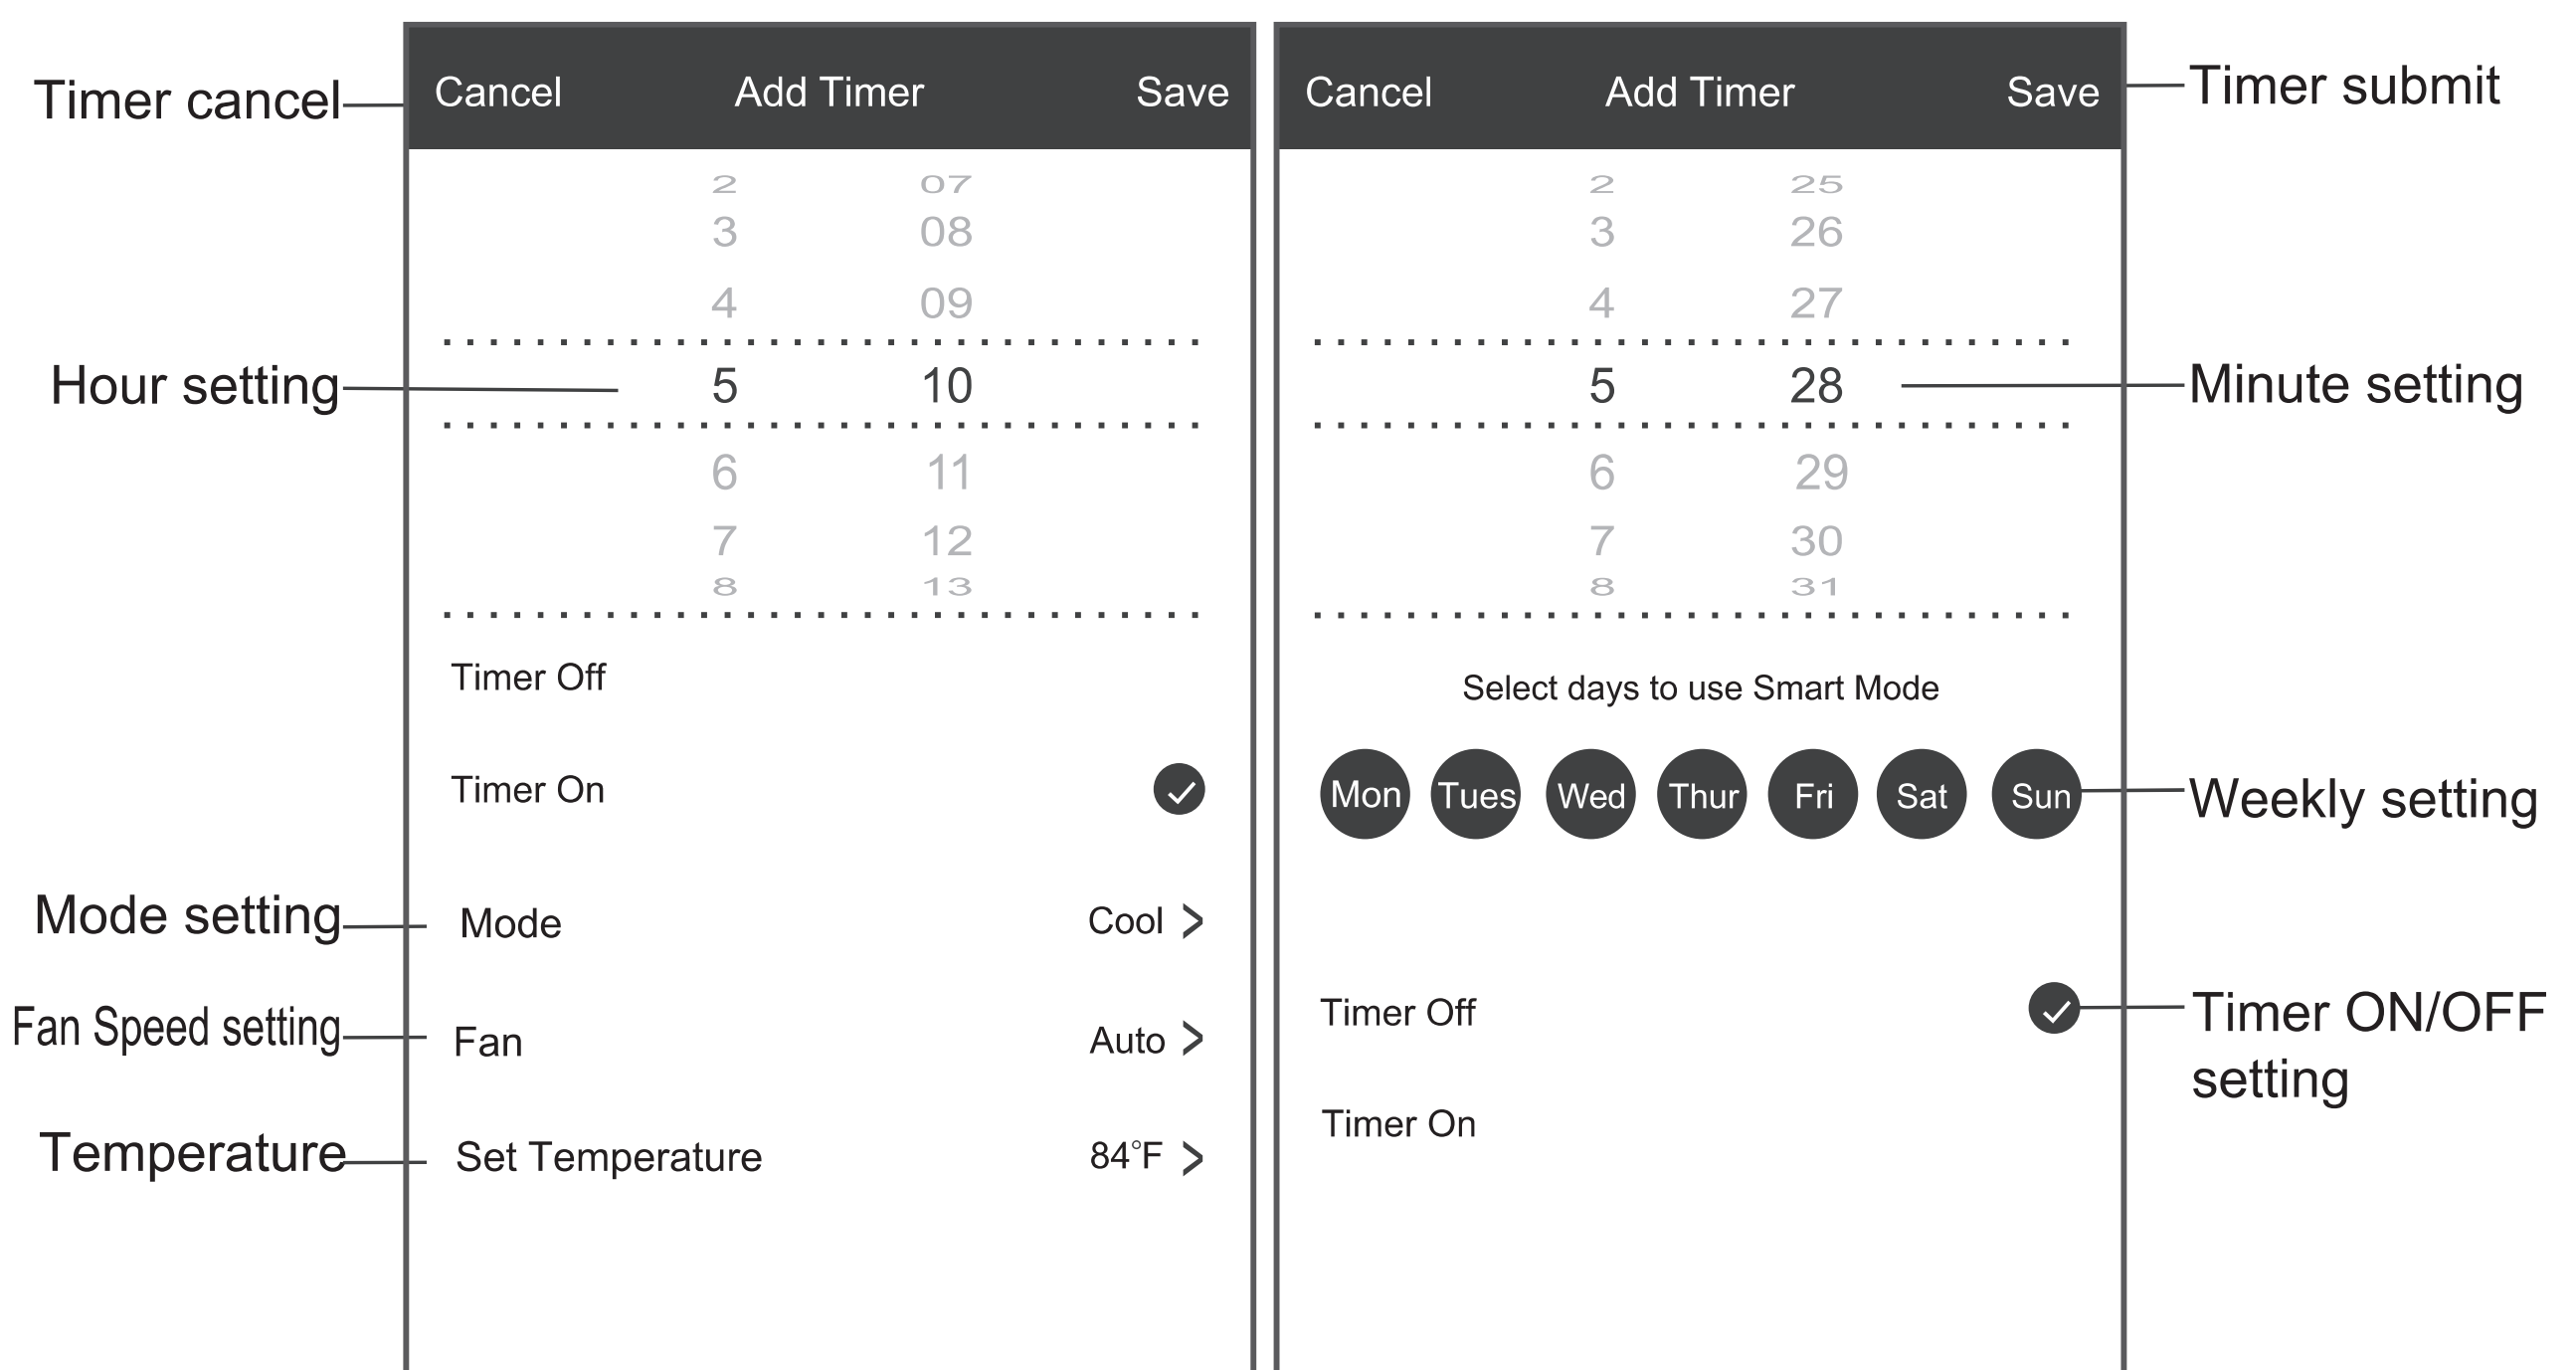 Timer cancel
Cancel Add Timer Save
2 07
3 08
4 09
Hour setting
5 10
6 11
7 12
8 13
Timer Off
Timer On
Mode setting
Mode Cool >
Fan Speed setting
Fan Auto >
Temperature
Set Temperature 84°F >
Cancel Add Timer Save
Timer submit
2 25
3 26
4 27
5 28
Minute setting
6 29
7 30
8 31
Select days to use Smart Mode
Mon Tues Wed Thur Fri Sat Sun
Weekly setting
Timer Off
Timer ON/OFF
setting
Timer On